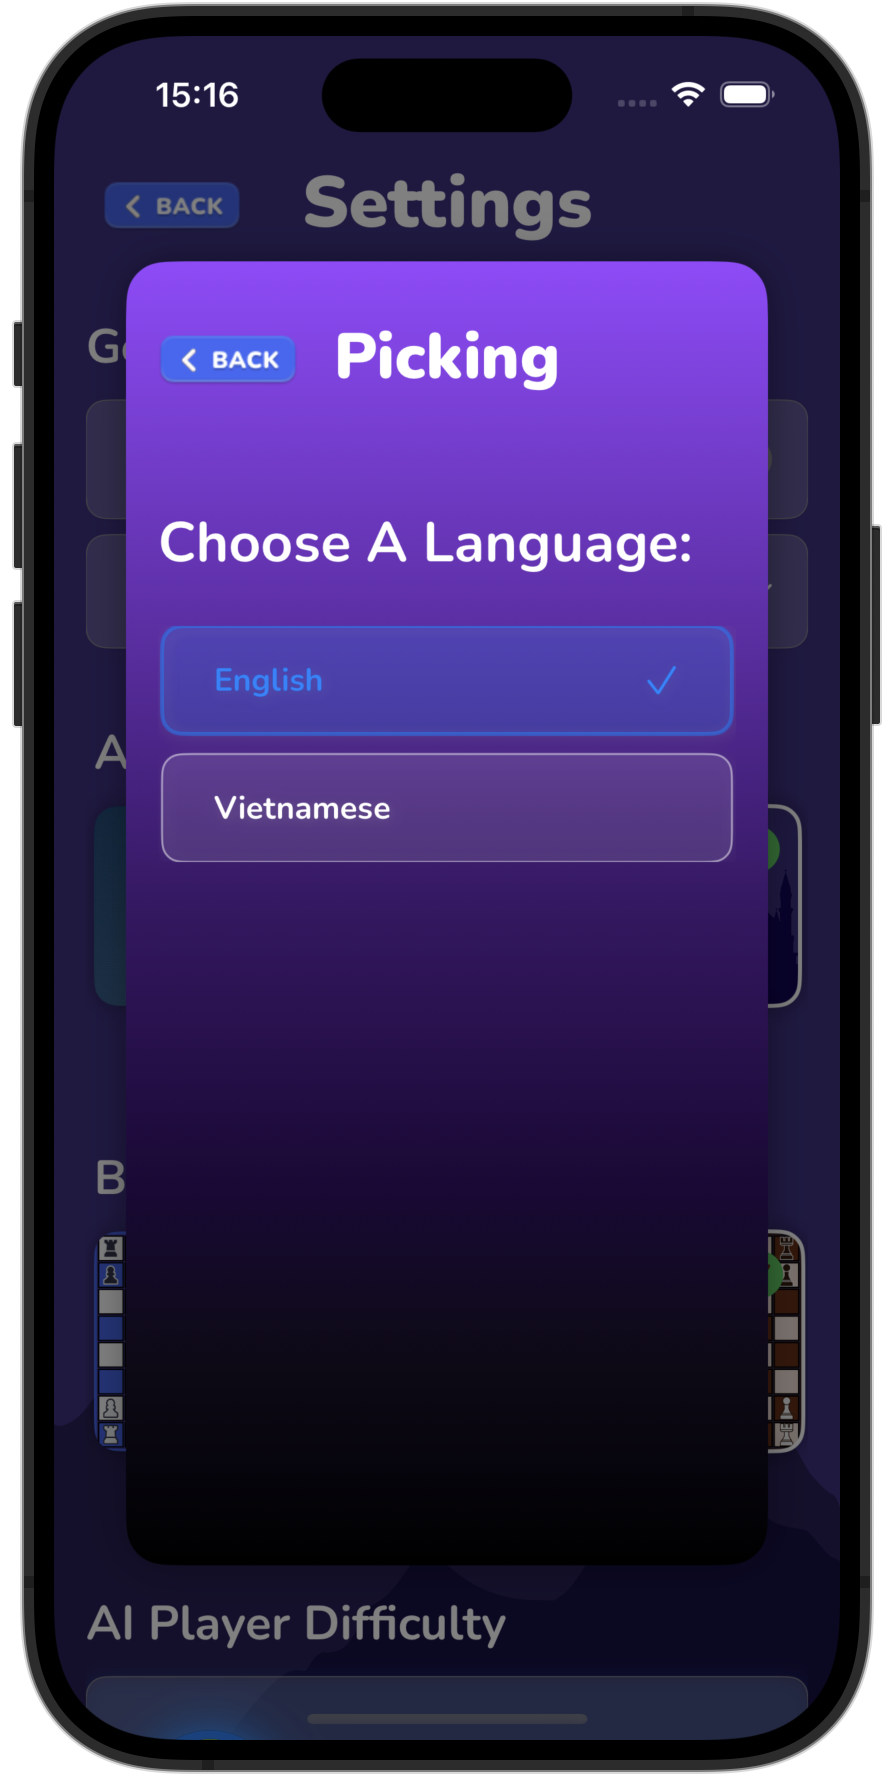 15:16
BACK
Settings
BACK
Picking
Choose A Language:
English
Vietnamese
AI Player Difficulty